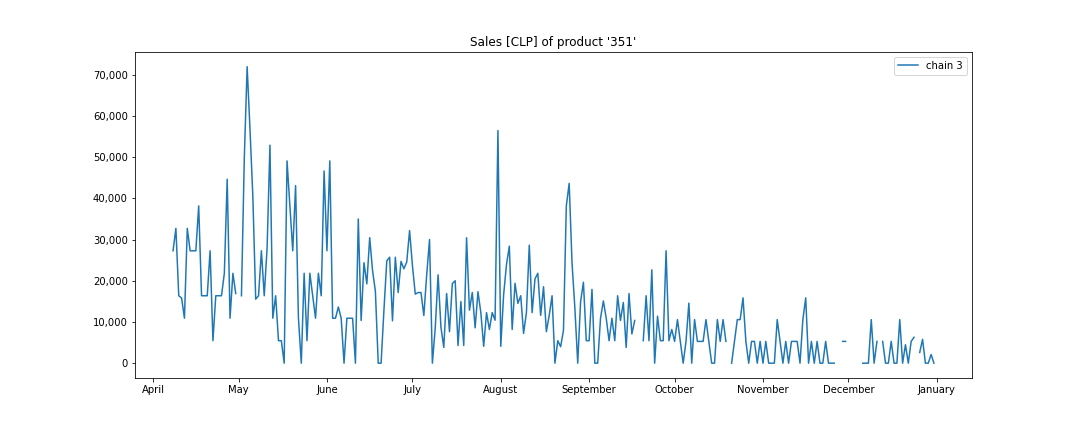 Sales [CLP] of product '351'
chain 3
70,000
60,000
50,000
40,000
30,000
20,000
10,000
0
April May June July August September October November December January